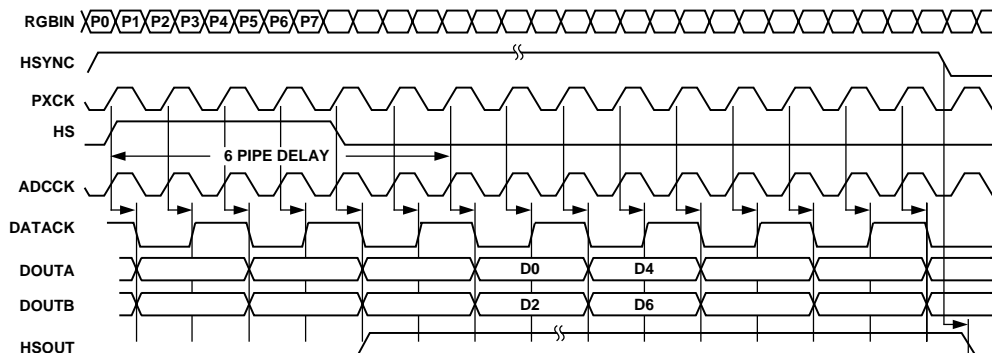 RGBIN P0 P1 P2 P3 P4 P5 P6 P7
HSYNC
PXCK
HS
6 PIPE DELAY
ADCCK
DATACK
DOUTA D0 D4
DOUTB D2 D6
HSOUT